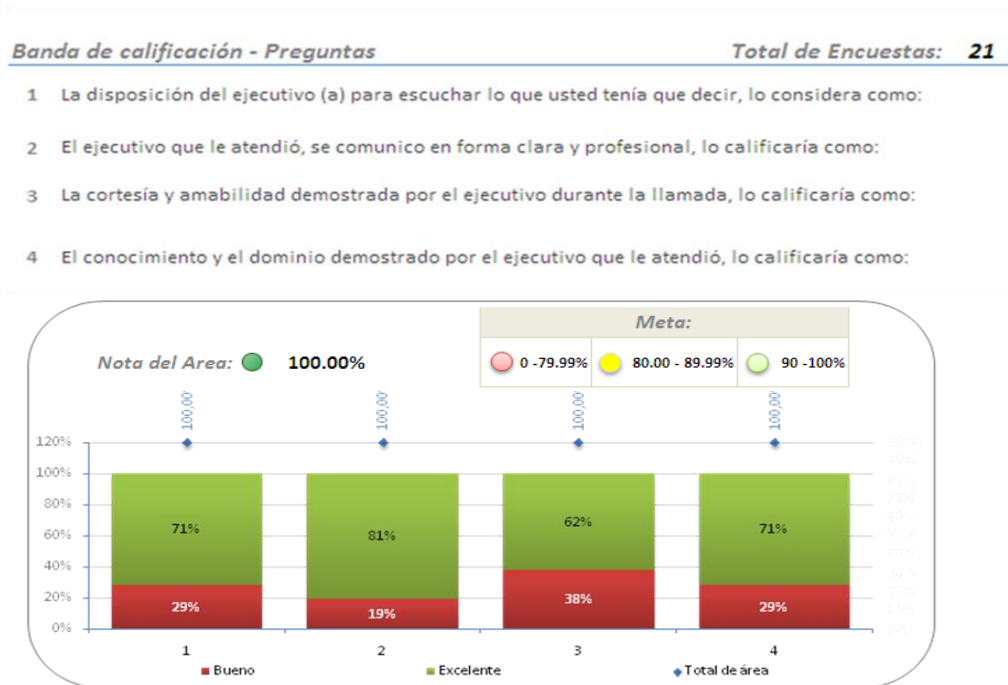 Banda de calificación - Preguntas Total de Encuestas: 21
1 La disposición del ejecutivo (a) para escuchar lo que usted tenía que decir, lo considera como:
2 El ejecutivo que le atendió, se comunico en forma clara y profesional, lo calificaría como:
3 La cortesía y amabilidad demostrada por el ejecutivo durante la llamada, lo calificaría como:
4 El conocimiento y el dominio demostrado por el ejecutivo que le atendió, lo calificaría como:
Meta:
Nota del Area: 100.00% 0 -79.99% 80.00 - 89.99% 90 -100%
100,00 100,00 100,00 100,00
120%
100%
80%
71% 81% 62% 71%
60%
40%
20%
29% 19% 38% 29%
0%
1 2 3 4
Bueno Excelente Total de área